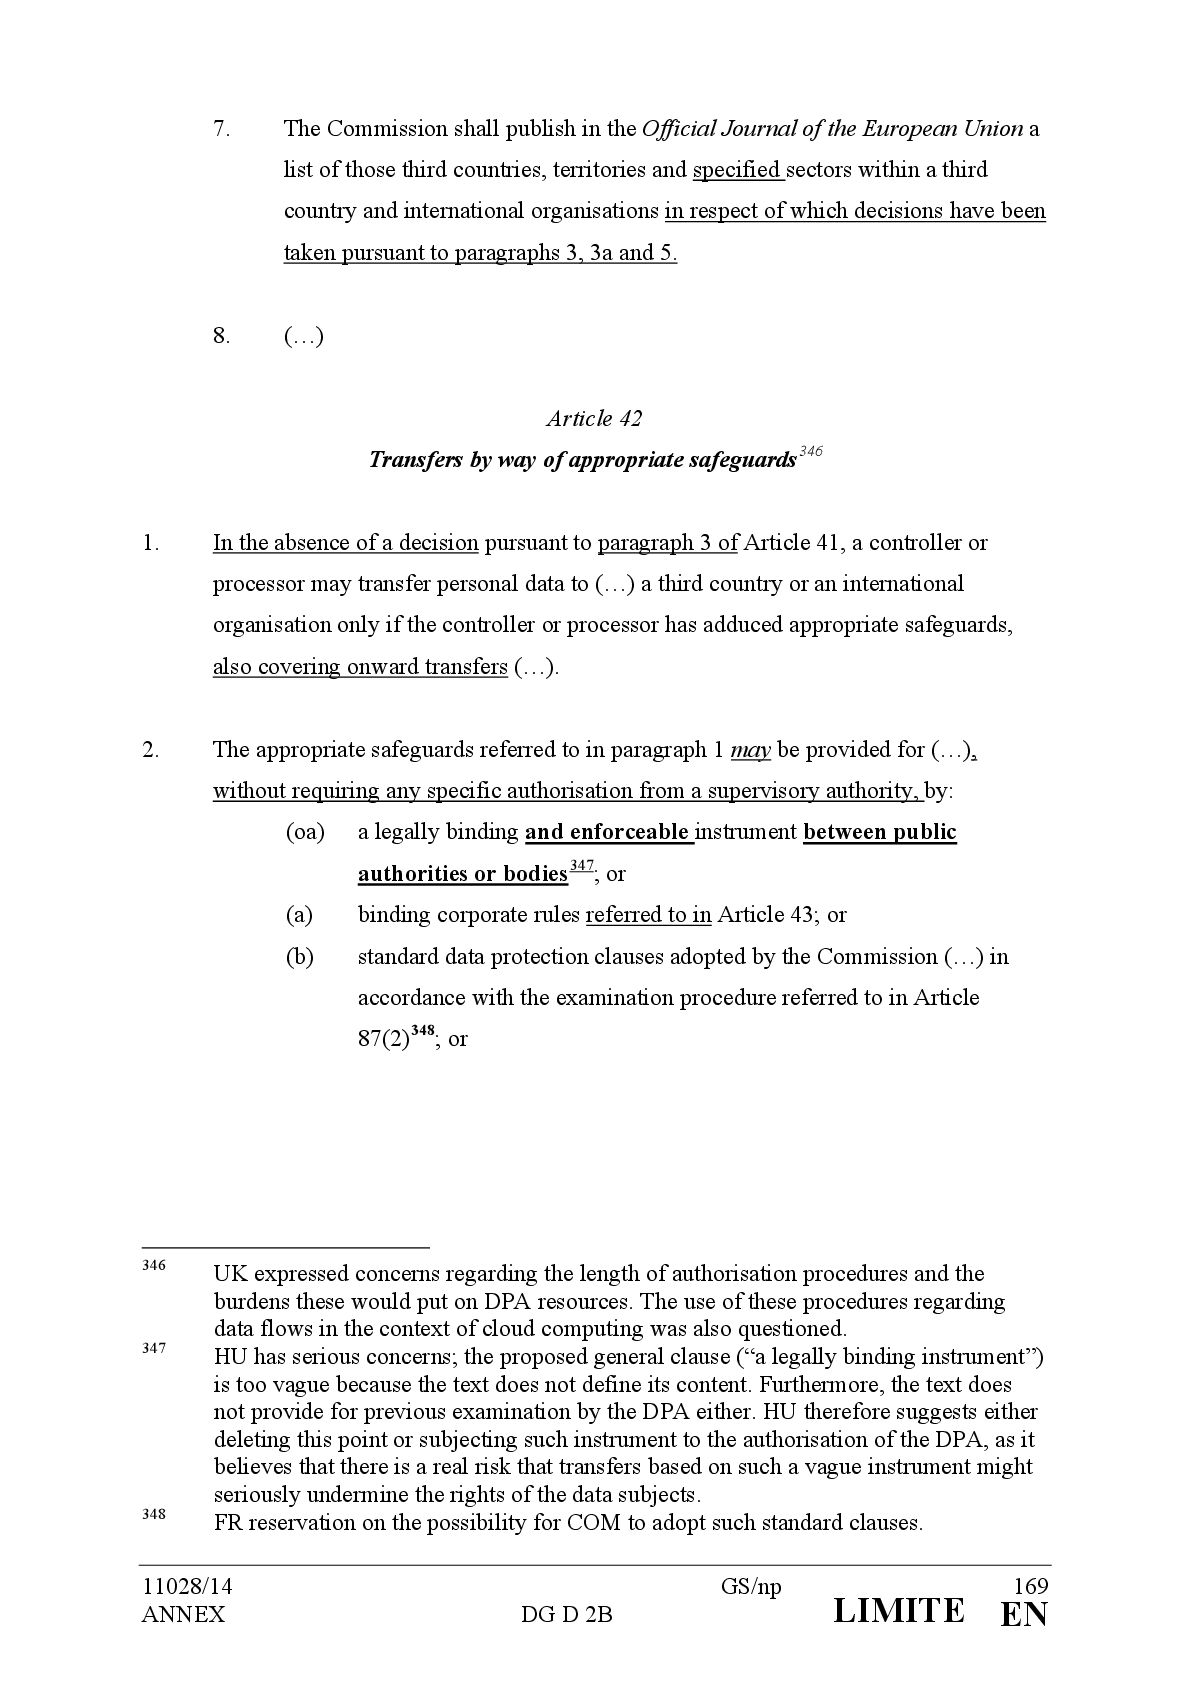 7. The Commission shall publish in the Official Journal of the European Union a
list of those third countries, territories and specified sectors within a third
country and international organisations in respect of which decisions have been
taken pursuant to paragraphs 3, 3a and 5.
8. (…)
Article 42
Transfers by way of appropriate safeguards346
1. In the absence of a decision pursuant to paragraph 3 of Article 41, a controller or
processor may transfer personal data to (…) a third country or an international
organisation only if the controller or processor has adduced appropriate safeguards,
also covering onward transfers (…).
2. The appropriate safeguards referred to in paragraph 1 may be provided for (…),
without requiring any specific authorisation from a supervisory authority, by:
(oa) a legally binding and enforceable instrument between public
authorities or bodies347; or
(a) binding corporate rules referred to in Article 43; or
(b) standard data protection clauses adopted by the Commission (…) in
accordance with the examination procedure referred to in Article
87(2)348; or
346 UK expressed concerns regarding the length of authorisation procedures and the
burdens these would put on DPA resources. The use of these procedures regarding
data flows in the context of cloud computing was also questioned.
347 HU has serious concerns; the proposed general clause (“a legally binding instrument”)
is too vague because the text does not define its content. Furthermore, the text does
not provide for previous examination by the DPA either. HU therefore suggests either
deleting this point or subjecting such instrument to the authorisation of the DPA, as it
believes that there is a real risk that transfers based on such a vague instrument might
seriously undermine the rights of the data subjects.
348 FR reservation on the possibility for COM to adopt such standard clauses.
11028/14 GS/np 169
ANNEX DG D 2B LIMITE EN